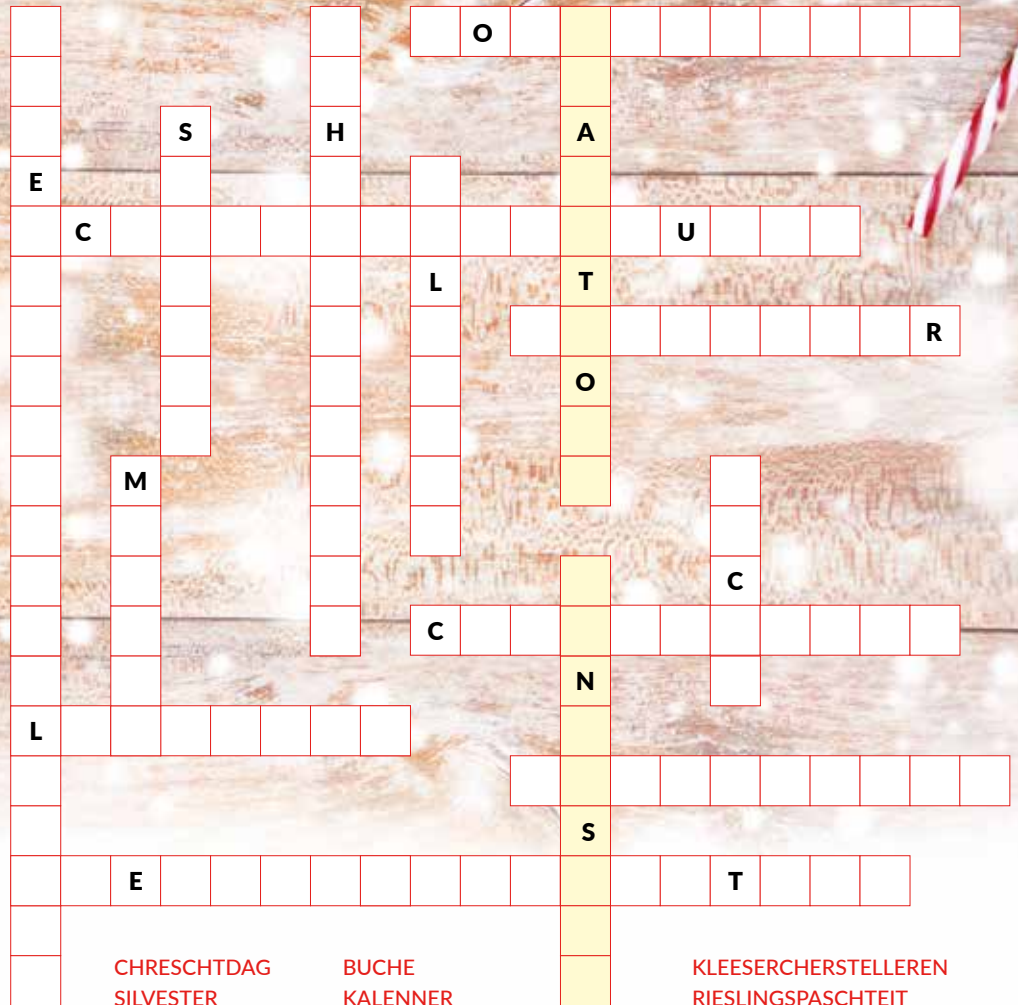 O
S H A
E
C U
L T
R
O
M
C
C
N
L
S
E T
CHRESCHTDAG BUCHE KLEESERCHERSTELLEREN
SILVESTER KALENNER RIESLINGSPASCHTEIT